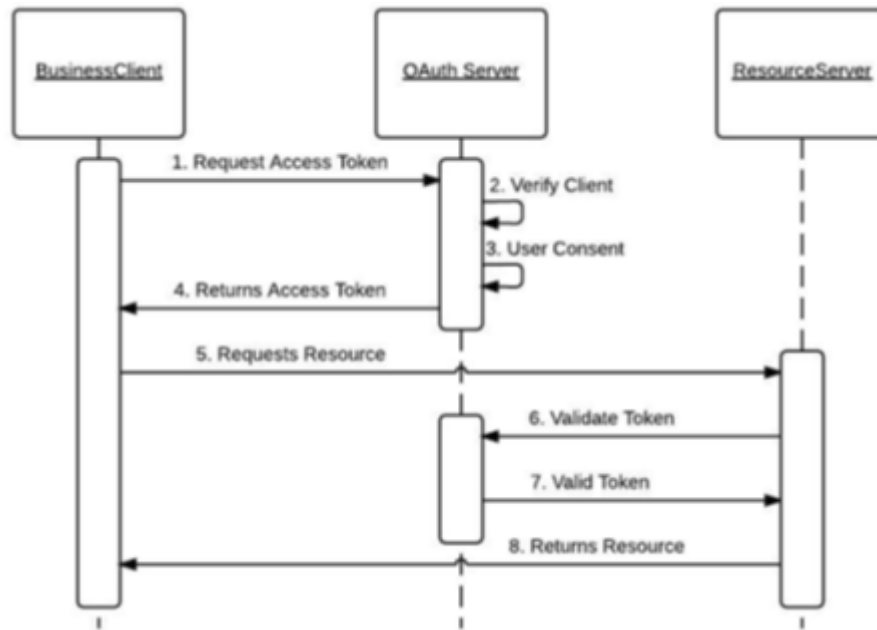 BusinessClient
OAuth Server
ResourceServer
1. Request Access Token
2. Verify Client
3. User Consent
4. Returns Access Token
5. Requests Resource
6. Validate Token
7. Valid Token
8. Returns Resource